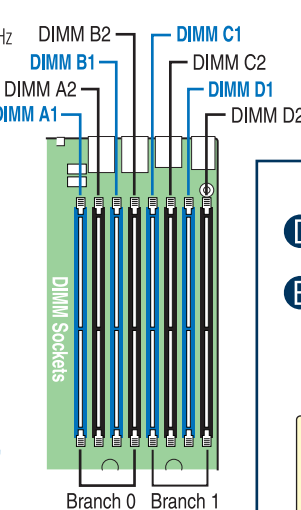 Hz
DIMM B2
DIMM C1
DIMM B1
DIMM C2
DIMM A2
DIMM D1
DIMM A1
DIMM D2
DIMM Sockets
Branch 0
Branch 1